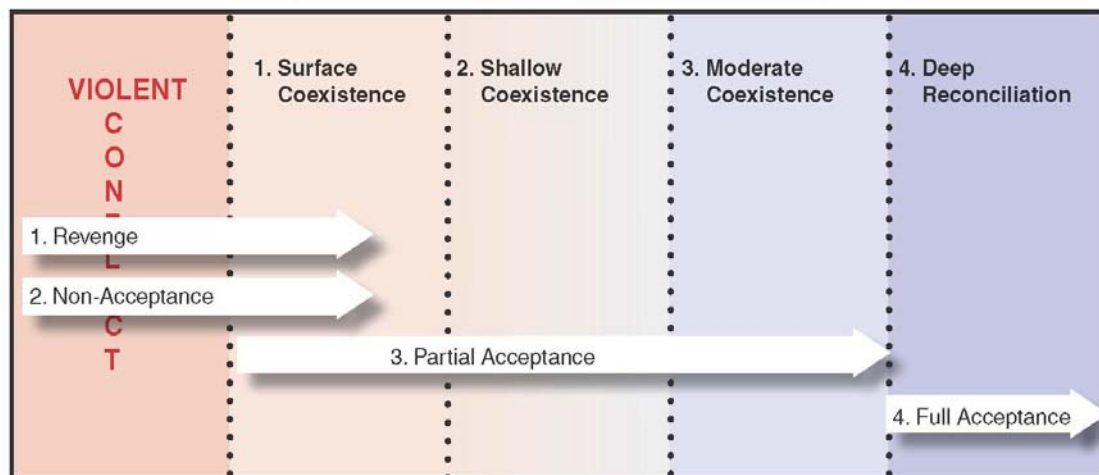 VIOLENT
C
O
N
F
L
I
C
T
1. Surface
Coexistence
2. Shallow
Coexistence
3. Moderate
Coexistence
4. Deep
Reconciliation
1. Revenge
2. Non-Acceptance
3. Partial Acceptance
4. Full Acceptance